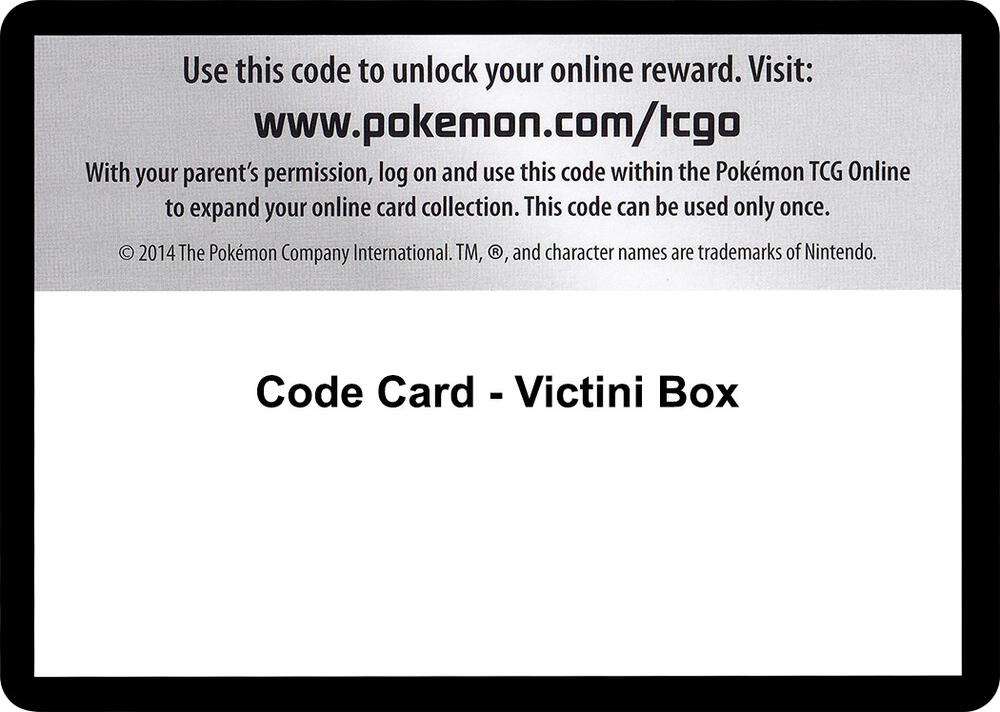 Use this code to unlock your online reward. Visit:
www.pokemon.com/tcgo
With your parent's permission, log on and use this code within the Pokémon TCG Online
to expand your online card collection. This code can be used only once.
© 2014 The Pokémon Company International. TM, ®, and character names are trademarks of Nintendo.
Code Card - Victini Box